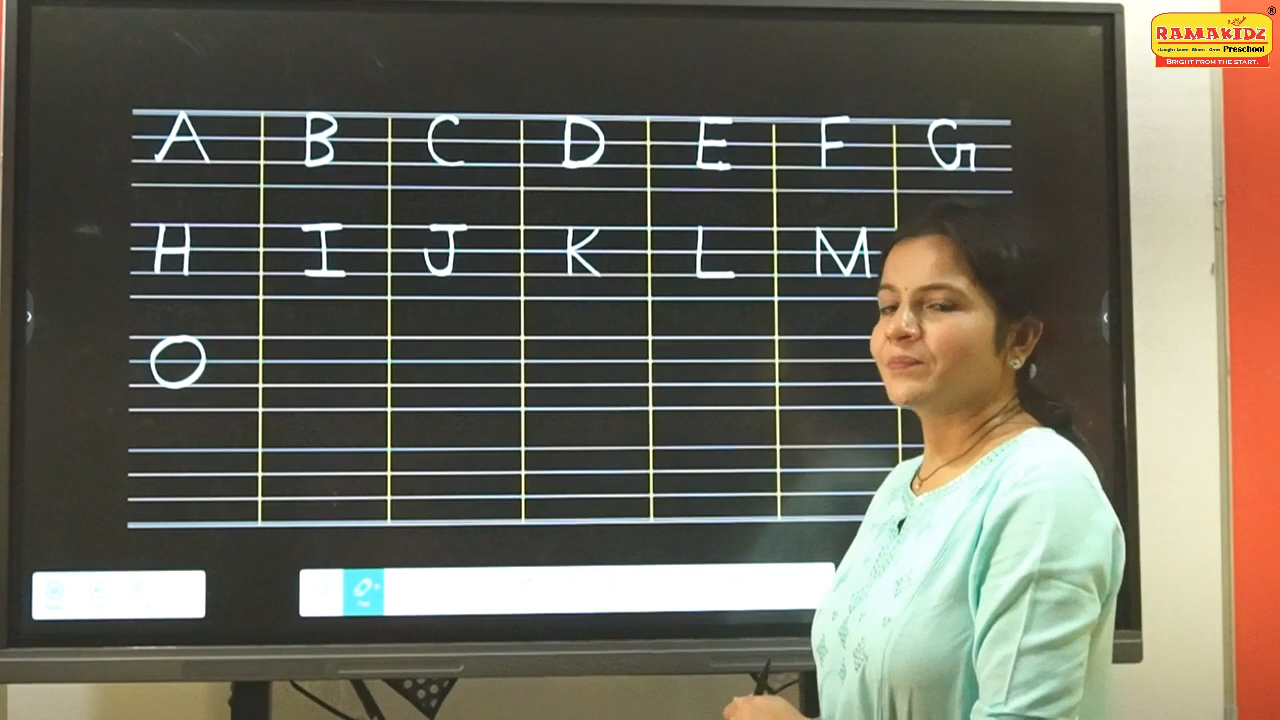 RAMAKIDZ
Preschool
BRIGHT FROM THE START.
A B C D E F G
H I J K L M
O